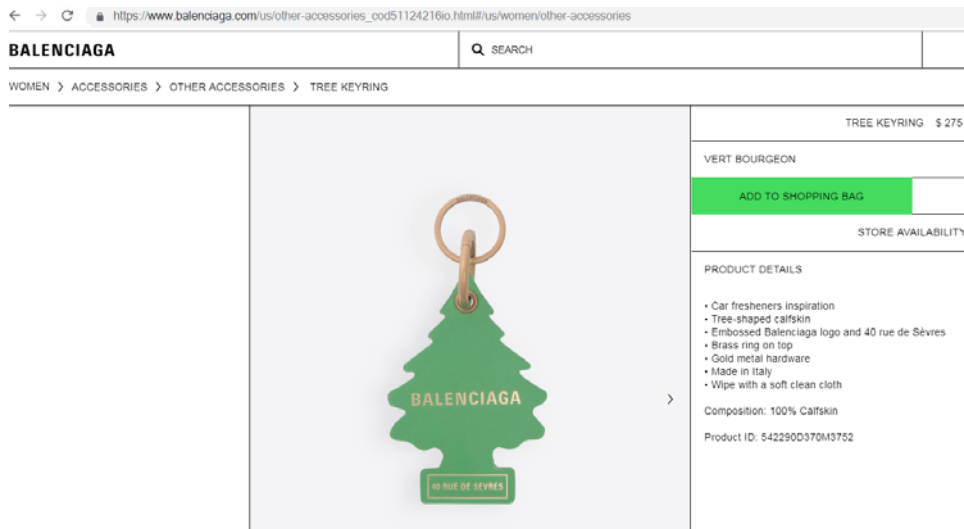 https://www.balenciaga.com/us/other-accessories_cod51124216io.html#/us/women/other-accessories
BALENCIAGA
SEARCH
WOMEN > ACCESSORIES > OTHER ACCESSORIES > TREE KEYRING
BALENCIAGA
BALENCIAGA
40 RUE DE SEVRES
TREE KEYRING $ 275
VERT BOURGEON
ADD TO SHOPPING BAG
STORE AVAILABILITY
PRODUCT DETAILS
• Car fresheners inspiration
• Tree-shaped calfskin
• Embossed Balenciaga logo and 40 rue de Sèvres
• Brass ring on top
• Gold metal hardware
• Made in Italy
• Wipe with a soft clean cloth
Composition: 100% Calfskin
Product ID: 542290D370M3752